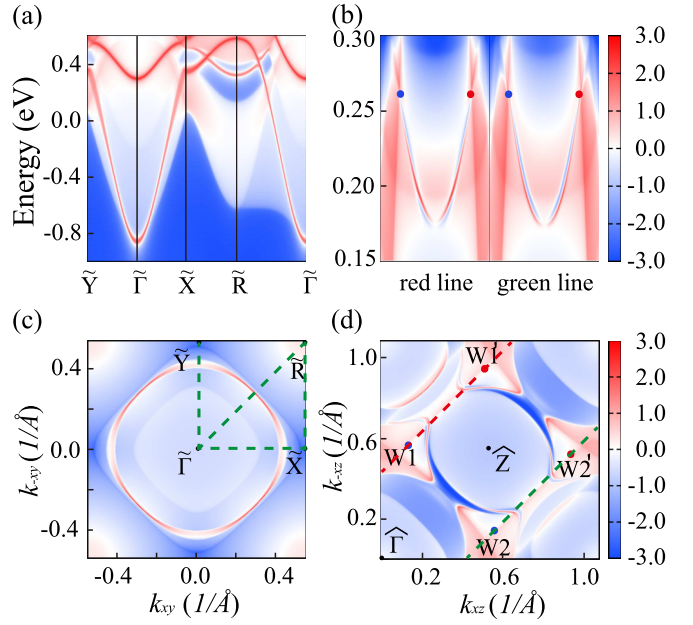 (a)
(b)
Energy (eV)
0.4
0.0
-0.4
-0.8
Ỹ
Γ̃
X̃
R̃
Γ̃
0.30
0.25
0.20
0.15
red line
green line
3.0
2.0
1.0
0.0
-1.0
-2.0
-3.0
(c)
(d)
k-xy (1/Å)
0.4
0.0
-0.4
Ỹ
R̃
Γ̃
X̃
-0.4
0.0
0.4
kxy (1/Å)
k-xz (1/Å)
1.0
0.6
0.2
W1'
W1
Ẑ
W2'
W2
Γ̂
0.2
0.6
1.0
kxz (1/Å)
3.0
2.0
1.0
0.0
-1.0
-2.0
-3.0